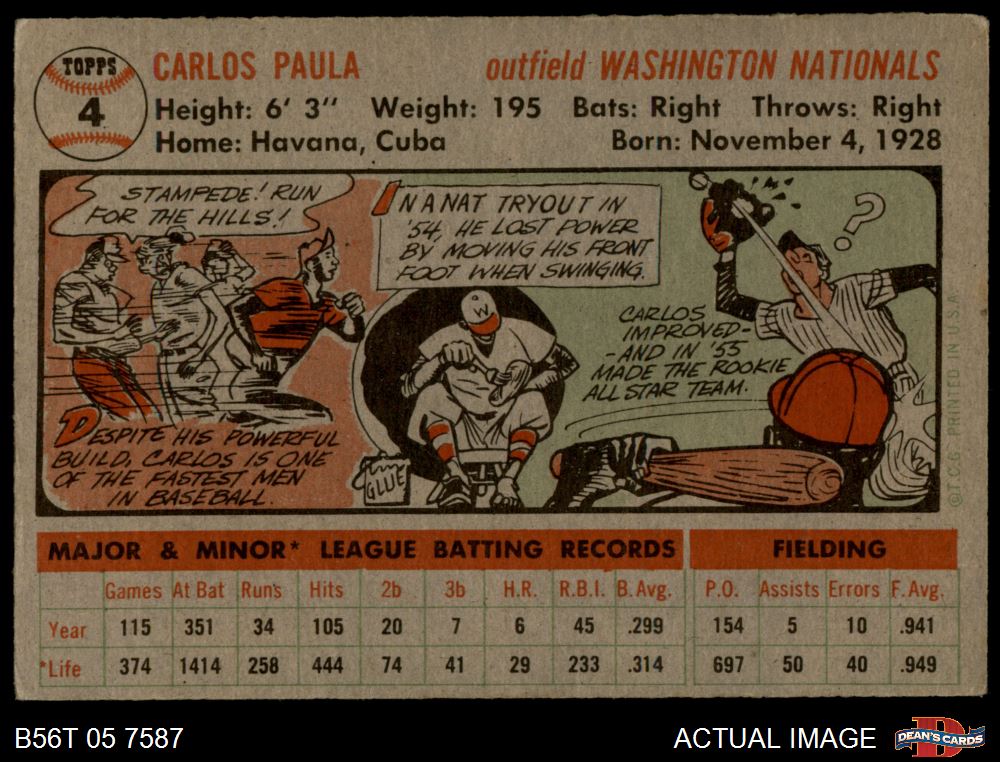 TOPPS
4
CARLOS PAULA
outfield WASHINGTON NATIONALS
Height: 6' 3" Weight: 195 Bats: Right Throws: Right
Home: Havana, Cuba Born: November 4, 1928
STAMPEDE! RUN
FOR THE HILLS!
DESPITE HIS POWERFUL
BUILD, CARLOS IS ONE
OF THE FASTEST MEN
IN BASEBALL.
IN A NAT TRYOUT IN
'54, HE LOST POWER
BY MOVING HIS FRONT
FOOT WHEN SWINGING.
W
GLUE
?
CARLOS
IMPROVED-
-AND IN '55
MADE THE ROOKIE
ALL STAR TEAM.
©T.C.G. PRINTED IN U.S.A.
MAJOR & MINOR* LEAGUE BATTING RECORDS FIELDING
Games At Bat Runs Hits 2b 3b H.R. R.B.I. B. Avg. P.O. Assists Errors F. Avg.
Year 115 351 34 105 20 7 6 45 .299 154 5 10 .941
*Life 374 1414 258 444 74 41 29 233 .314 697 50 40 .949
B56T 05 7587 ACTUAL IMAGE
D
DEAN'S CARDS